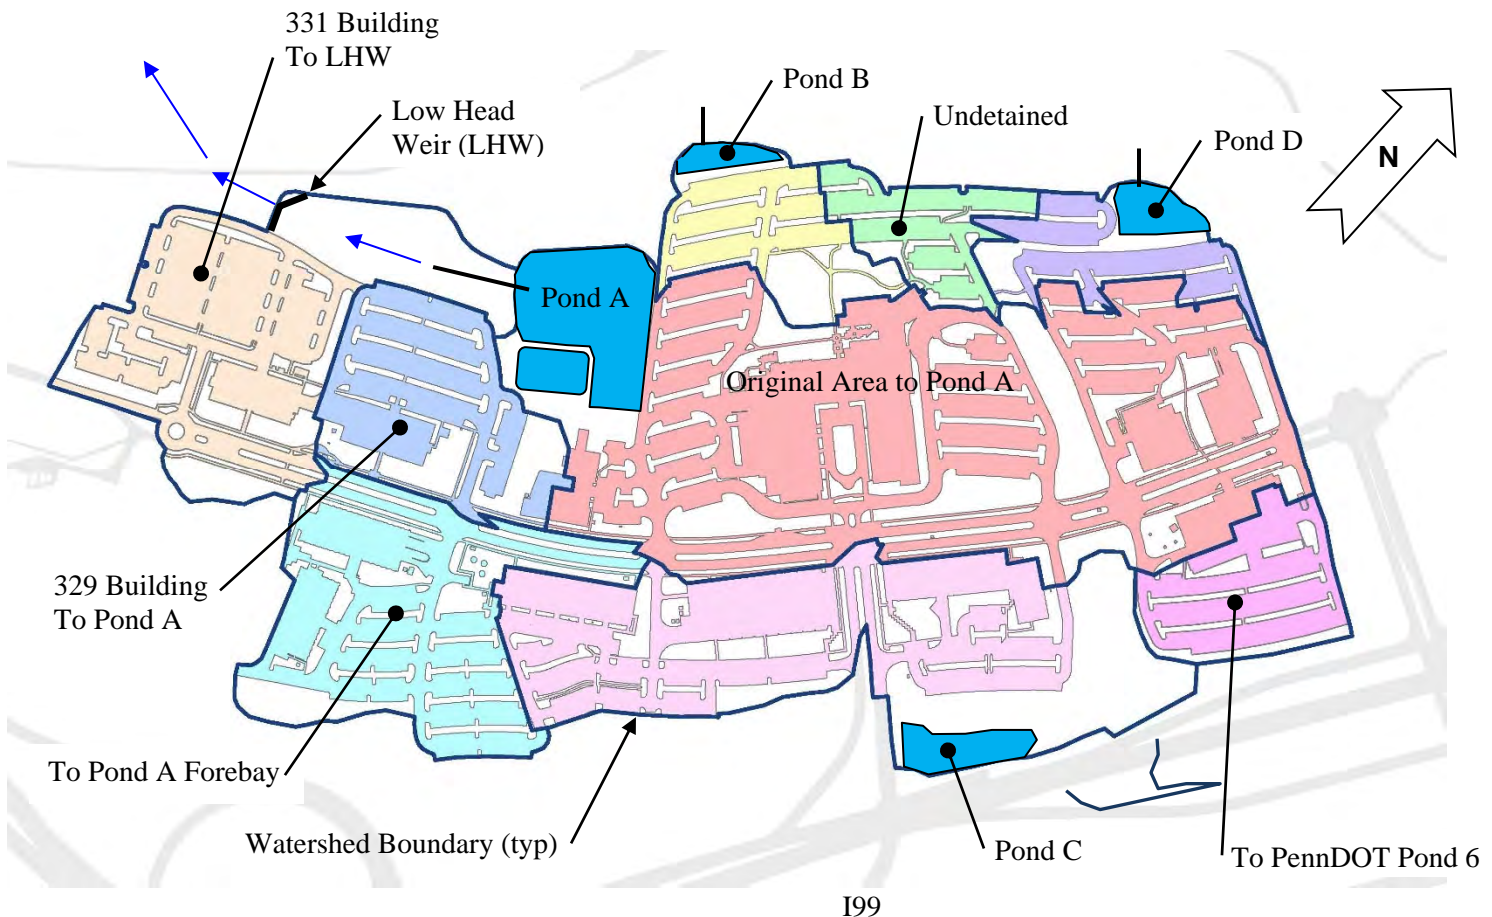 331 Building
To LHW
Low Head
Weir (LHW)
Pond B
Undetained
Pond D
N
Pond A
Original Area to Pond A
329 Building
To Pond A
To Pond A Forebay
Watershed Boundary (typ)
Pond C
To PennDOT Pond 6
I99